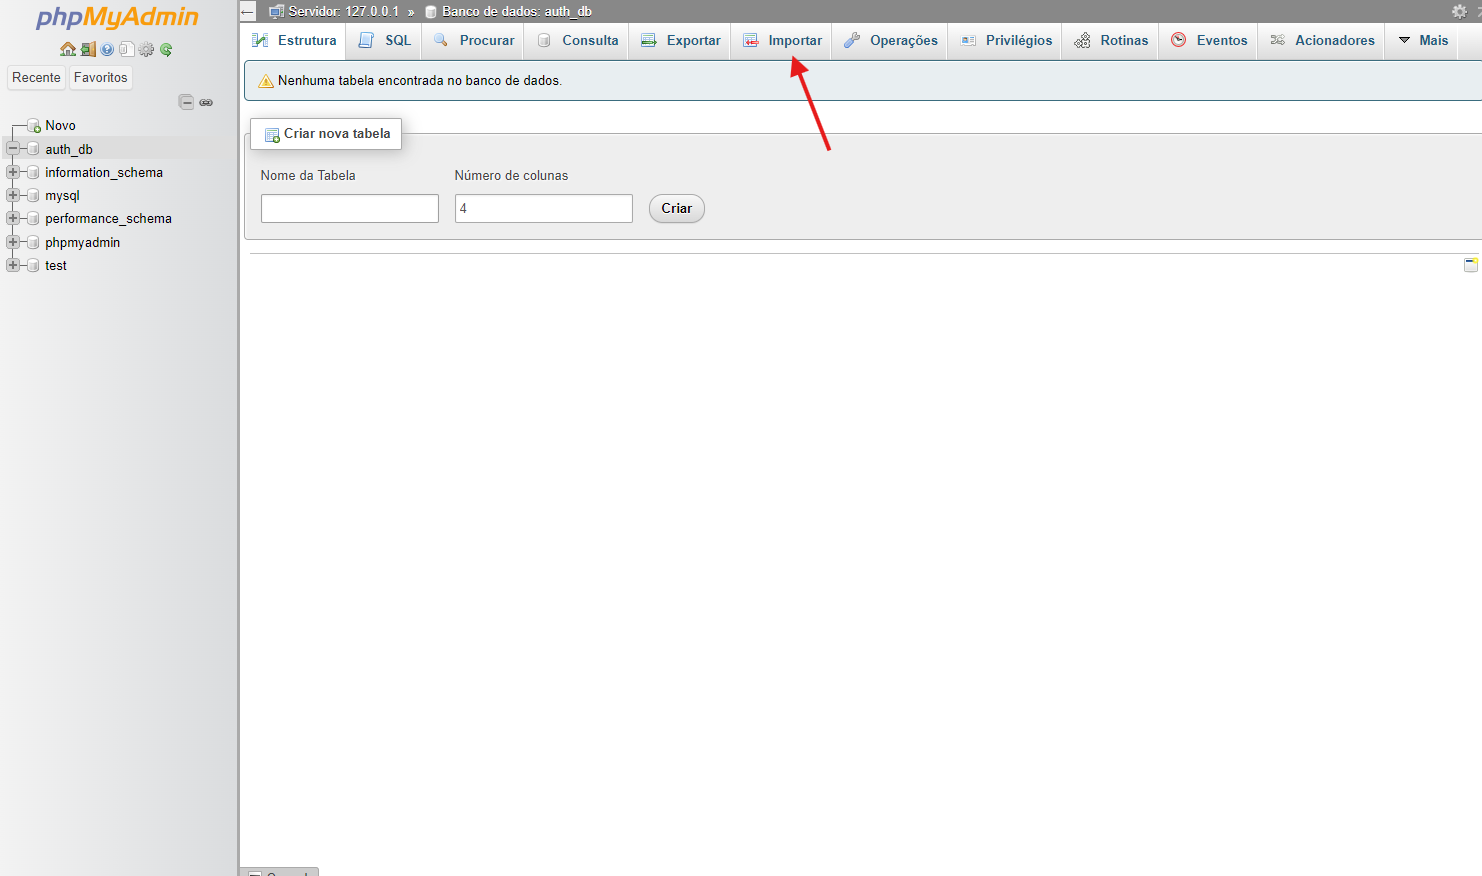 phpMyAdmin
Recente Favoritos
Novo
auth_db
information_schema
mysql
performance_schema
phpmyadmin
test
Servidor: 127.0.0.1 » Banco de dados: auth_db
Estrutura SQL Procurar Consulta Exportar Importar Operações Privilégios Rotinas Eventos Acionadores Mais
Nenhuma tabela encontrada no banco de dados.
Criar nova tabela
Nome da Tabela Número de colunas
4 Criar